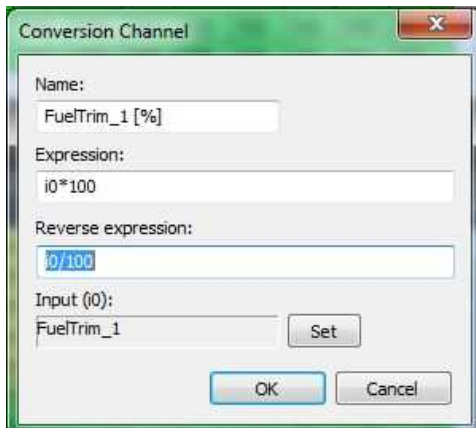 Conversion Channel
Name:
FuelTrim_1 [%]
Expression:
i0*100
Reverse expression:
i0/100
Input (i0):
FuelTrim_1
Set
OK
Cancel